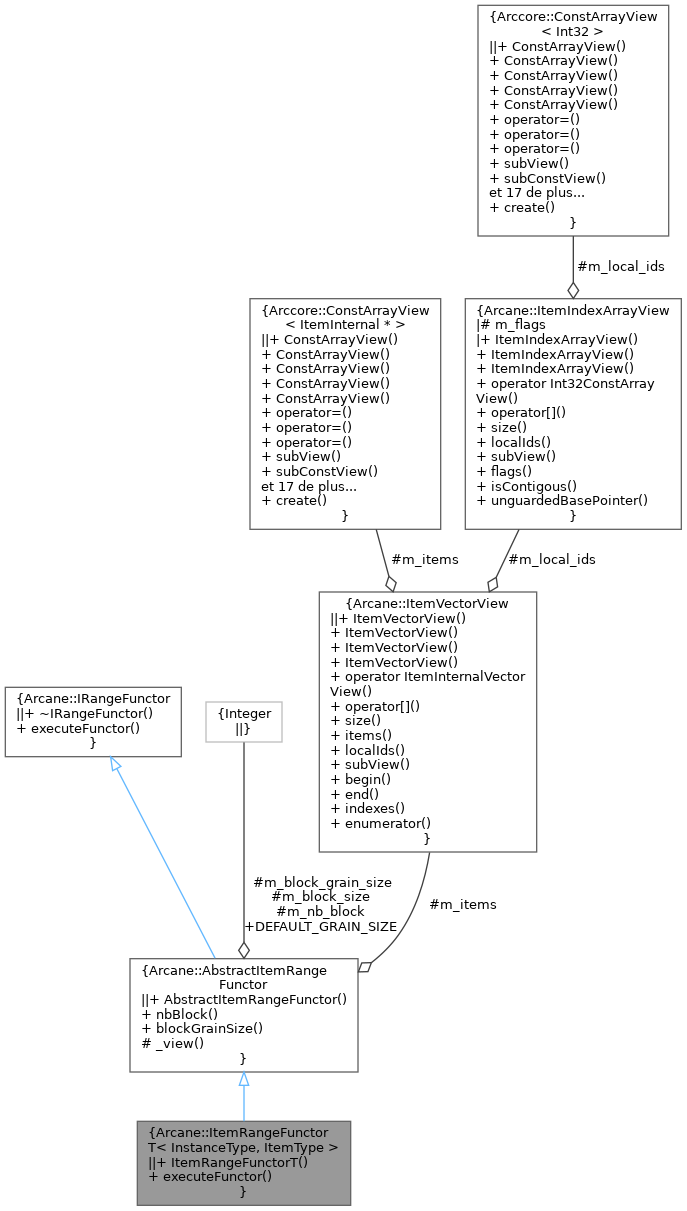 {Arccore::ConstArrayView
< Int32 >
||+ ConstArrayView()
+ ConstArrayView()
+ ConstArrayView()
+ ConstArrayView()
+ ConstArrayView()
+ operator=()
+ operator=()
+ operator=()
+ subView()
+ subConstView()
et 17 de plus...
+ create()
}
#m_local_ids
{Arccore::ConstArrayView
< ItemInternal * >
||+ ConstArrayView()
+ ConstArrayView()
+ ConstArrayView()
+ ConstArrayView()
+ ConstArrayView()
+ operator=()
+ operator=()
+ operator=()
+ subView()
+ subConstView()
et 17 de plus...
+ create()
}
{Arcane::ItemIndexArrayView
|# m_flags
|+ ItemIndexArrayView()
+ ItemIndexArrayView()
+ ItemIndexArrayView()
+ operator Int32ConstArray
View()
+ operator[]()
+ size()
+ localIds()
+ subView()
+ flags()
+ isContigous()
+ unguardedBasePointer()
}
#m_items
#m_local_ids
{Arcane::ItemVectorView
||+ ItemVectorView()
+ ItemVectorView()
+ ItemVectorView()
+ ItemVectorView()
+ operator ItemInternalVector
View()
+ operator[]()
+ size()
+ items()
+ localIds()
+ subView()
+ begin()
+ end()
+ indexes()
+ enumerator()
}
{Arcane::IRangeFunctor
||+ ~IRangeFunctor()
+ executeFunctor()
}
{Integer
||}
#m_block_grain_size
#m_block_size
#m_nb_block
+DEFAULT_GRAIN_SIZE
#m_items
{Arcane::AbstractItemRange
Functor
||+ AbstractItemRangeFunctor()
+ nbBlock()
+ blockGrainSize()
# _view()
}
{Arcane::ItemRangeFunctor
T< InstanceType, ItemType >
||+ ItemRangeFunctorT()
+ executeFunctor()
}